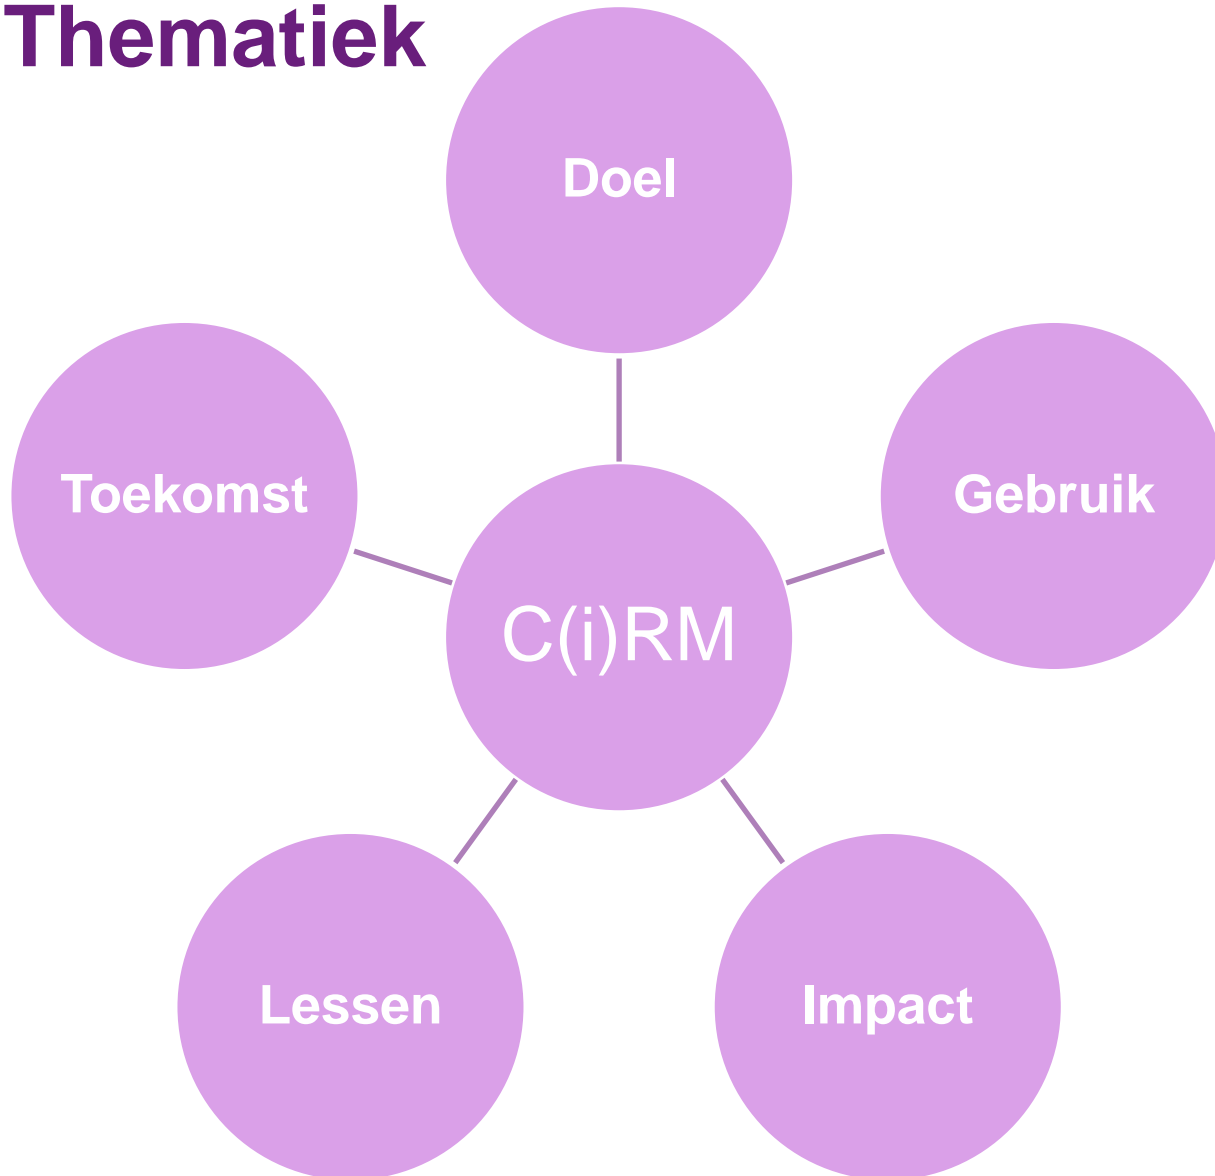 Thematiek
Doel
Toekomst
Gebruik
C(i)RM
Lessen
Impact